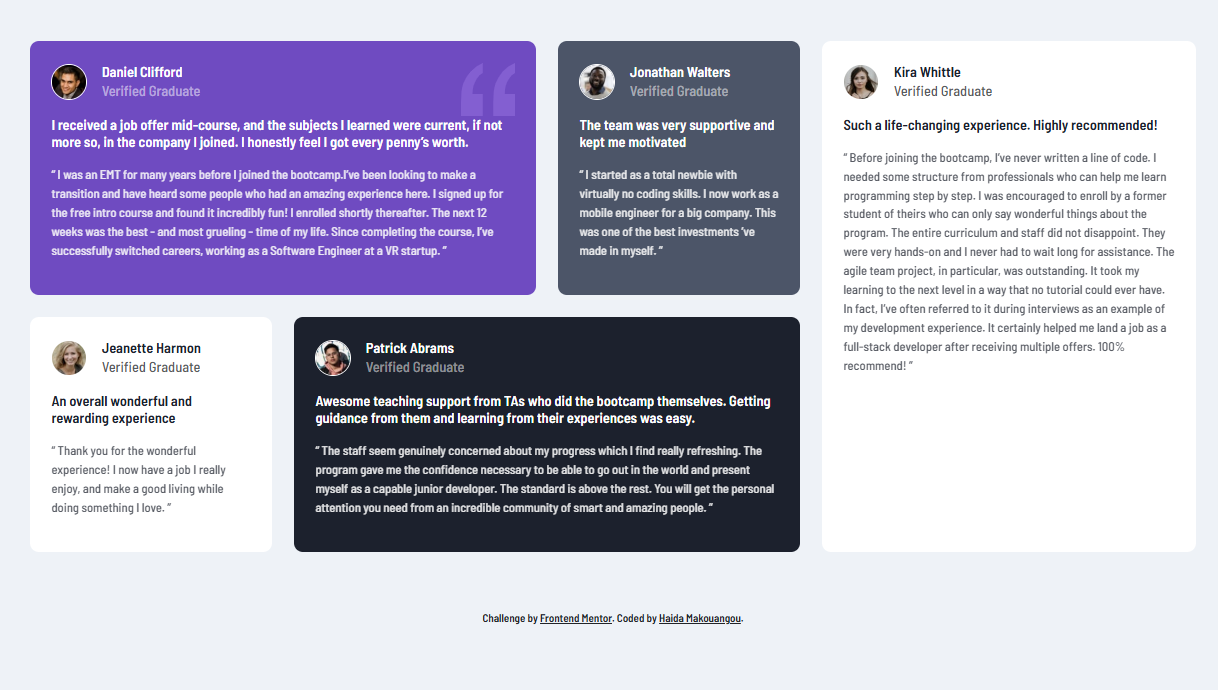 Daniel Clifford
Verified Graduate
I received a job offer mid-course, and the subjects I learned were current, if not
more so, in the company I joined. I honestly feel I got every penny’s worth.
“ I was an EMT for many years before I joined the bootcamp.I’ve been looking to make a
transition and have heard some people who had an amazing experience here. I signed up for
the free intro course and found it incredibly fun! I enrolled shortly thereafter. The next 12
weeks was the best - and most grueling - time of my life. Since completing the course, I’ve
successfully switched careers, working as a Software Engineer at a VR startup. ”
Jonathan Walters
Verified Graduate
The team was very supportive and
kept me motivated
“ I started as a total newbie with
virtually no coding skills. I now work as a
mobile engineer for a big company. This
was one of the best investments ’ve
made in myself. ”
Kira Whittle
Verified Graduate
Such a life-changing experience. Highly recommended!
“ Before joining the bootcamp, I’ve never written a line of code. I
needed some structure from professionals who can help me learn
programming step by step. I was encouraged to enroll by a former
student of theirs who can only say wonderful things about the
program. The entire curriculum and staff did not disappoint. They
were very hands-on and I never had to wait long for assistance. The
agile team project, in particular, was outstanding. It took my
learning to the next level in a way that no tutorial could ever have.
In fact, I’ve often referred to it during interviews as an example of
my development experience. It certainly helped me land a job as a
full-stack developer after receiving multiple offers. 100%
recommend! ”
Jeanette Harmon
Verified Graduate
An overall wonderful and
rewarding experience
“ Thank you for the wonderful
experience! I now have a job I really
enjoy, and make a good living while
doing something I love. ”
Patrick Abrams
Verified Graduate
Awesome teaching support from TAs who did the bootcamp themselves. Getting
guidance from them and learning from their experiences was easy.
“ The staff seem genuinely concerned about my progress which I find really refreshing. The
program gave me the confidence necessary to be able to go out in the world and present
myself as a capable junior developer. The standard is above the rest. You will get the personal
attention you need from an incredible community of smart and amazing people. ”
Challenge by Frontend Mentor. Coded by Haida Makouangou.